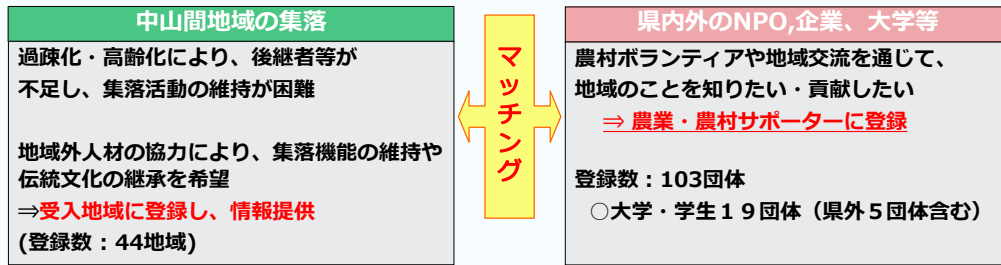 中山間地域の集落
過疎化・高齢化により、後継者等が
不足し、集落活動の維持が困難
地域外人材の協力により、集落機能の維持や
伝統文化の継承を希望
⇒受入地域に登録し、情報提供
(登録数：44地域)
マッチング
県内外のNPO,企業、大学等
農村ボランティアや地域交流を通じて、
地域のことを知りたい・貢献したい
⇒ 農業・農村サポーターに登録
登録数：103団体
○大学・学生１９団体（県外５団体含む）